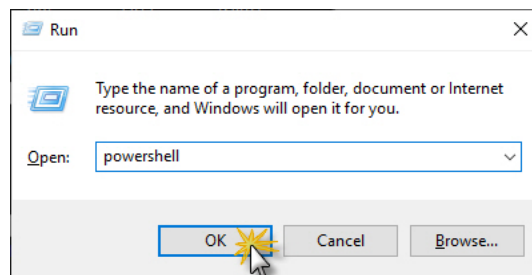 Run
Type the name of a program, folder, document or Internet
resource, and Windows will open it for you.
Open: powershell
OK Cancel Browse...